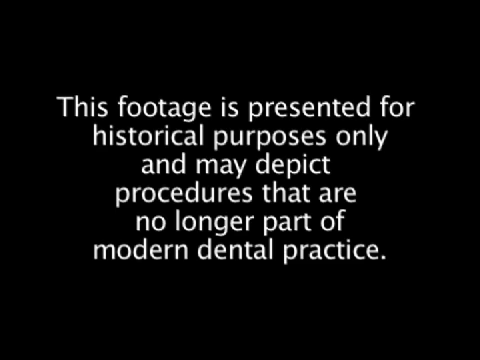 This footage is presented for
historical purposes only
and may depict
procedures that are
no longer part of
modern dental practice.